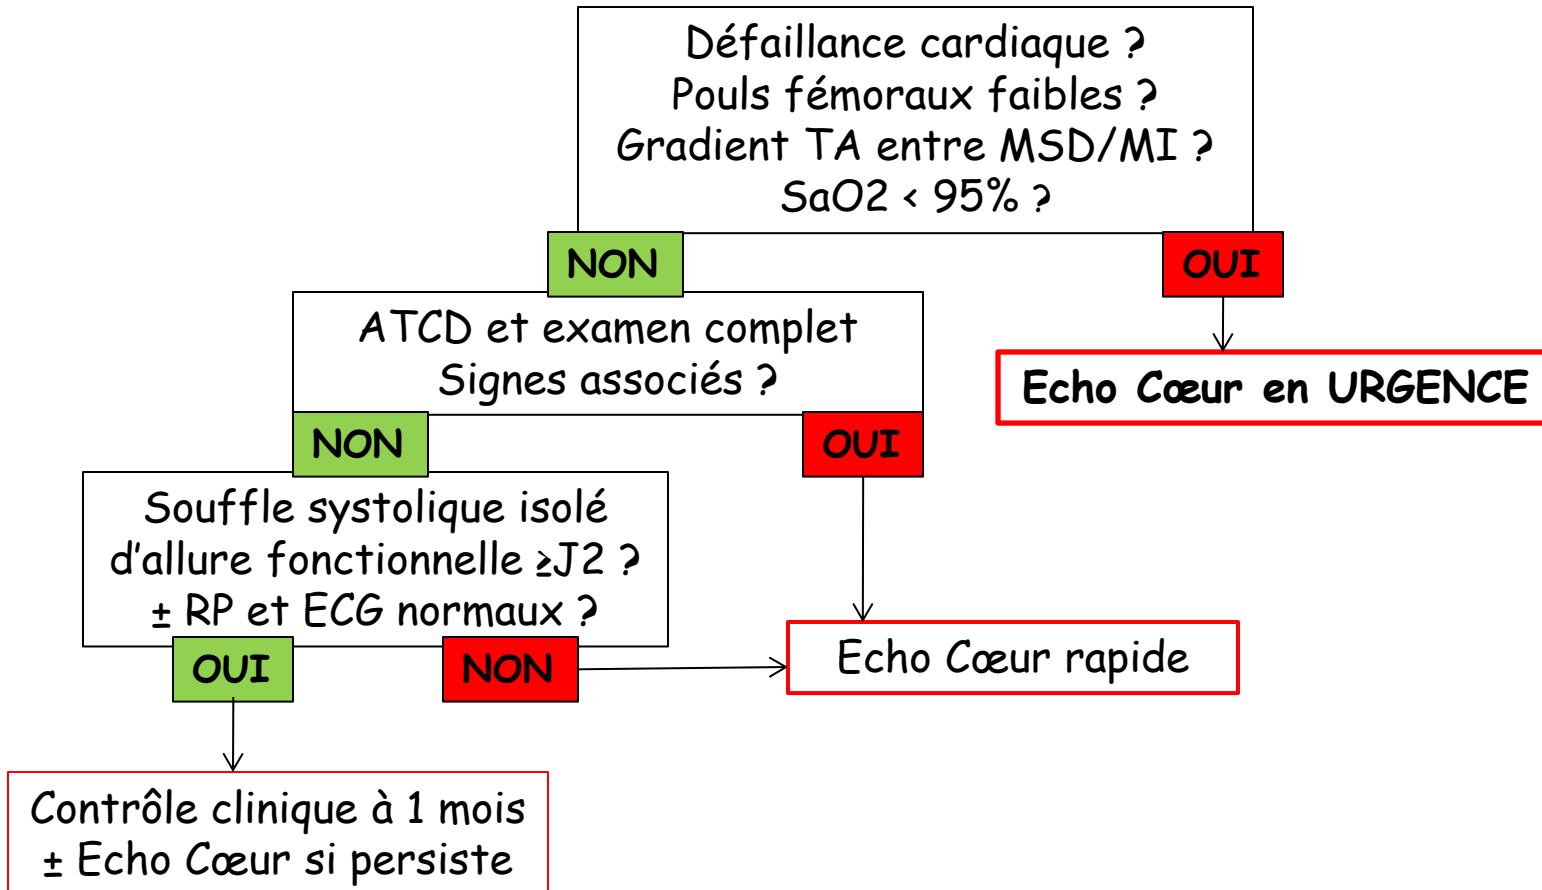 Défaillance cardiaque ?
Pouls fémoraux faibles ?
Gradient TA entre MSD/MI ?
SaO2 < 95% ?
NON
OUI
ATCD et examen complet
Signes associés ?
Echo Cœur en URGENCE
NON
OUI
Souffle systolique isolé
d'allure fonctionnelle ≥J2 ?
± RP et ECG normaux ?
Echo Cœur rapide
OUI
NON
Contrôle clinique à 1 mois
± Echo Cœur si persiste